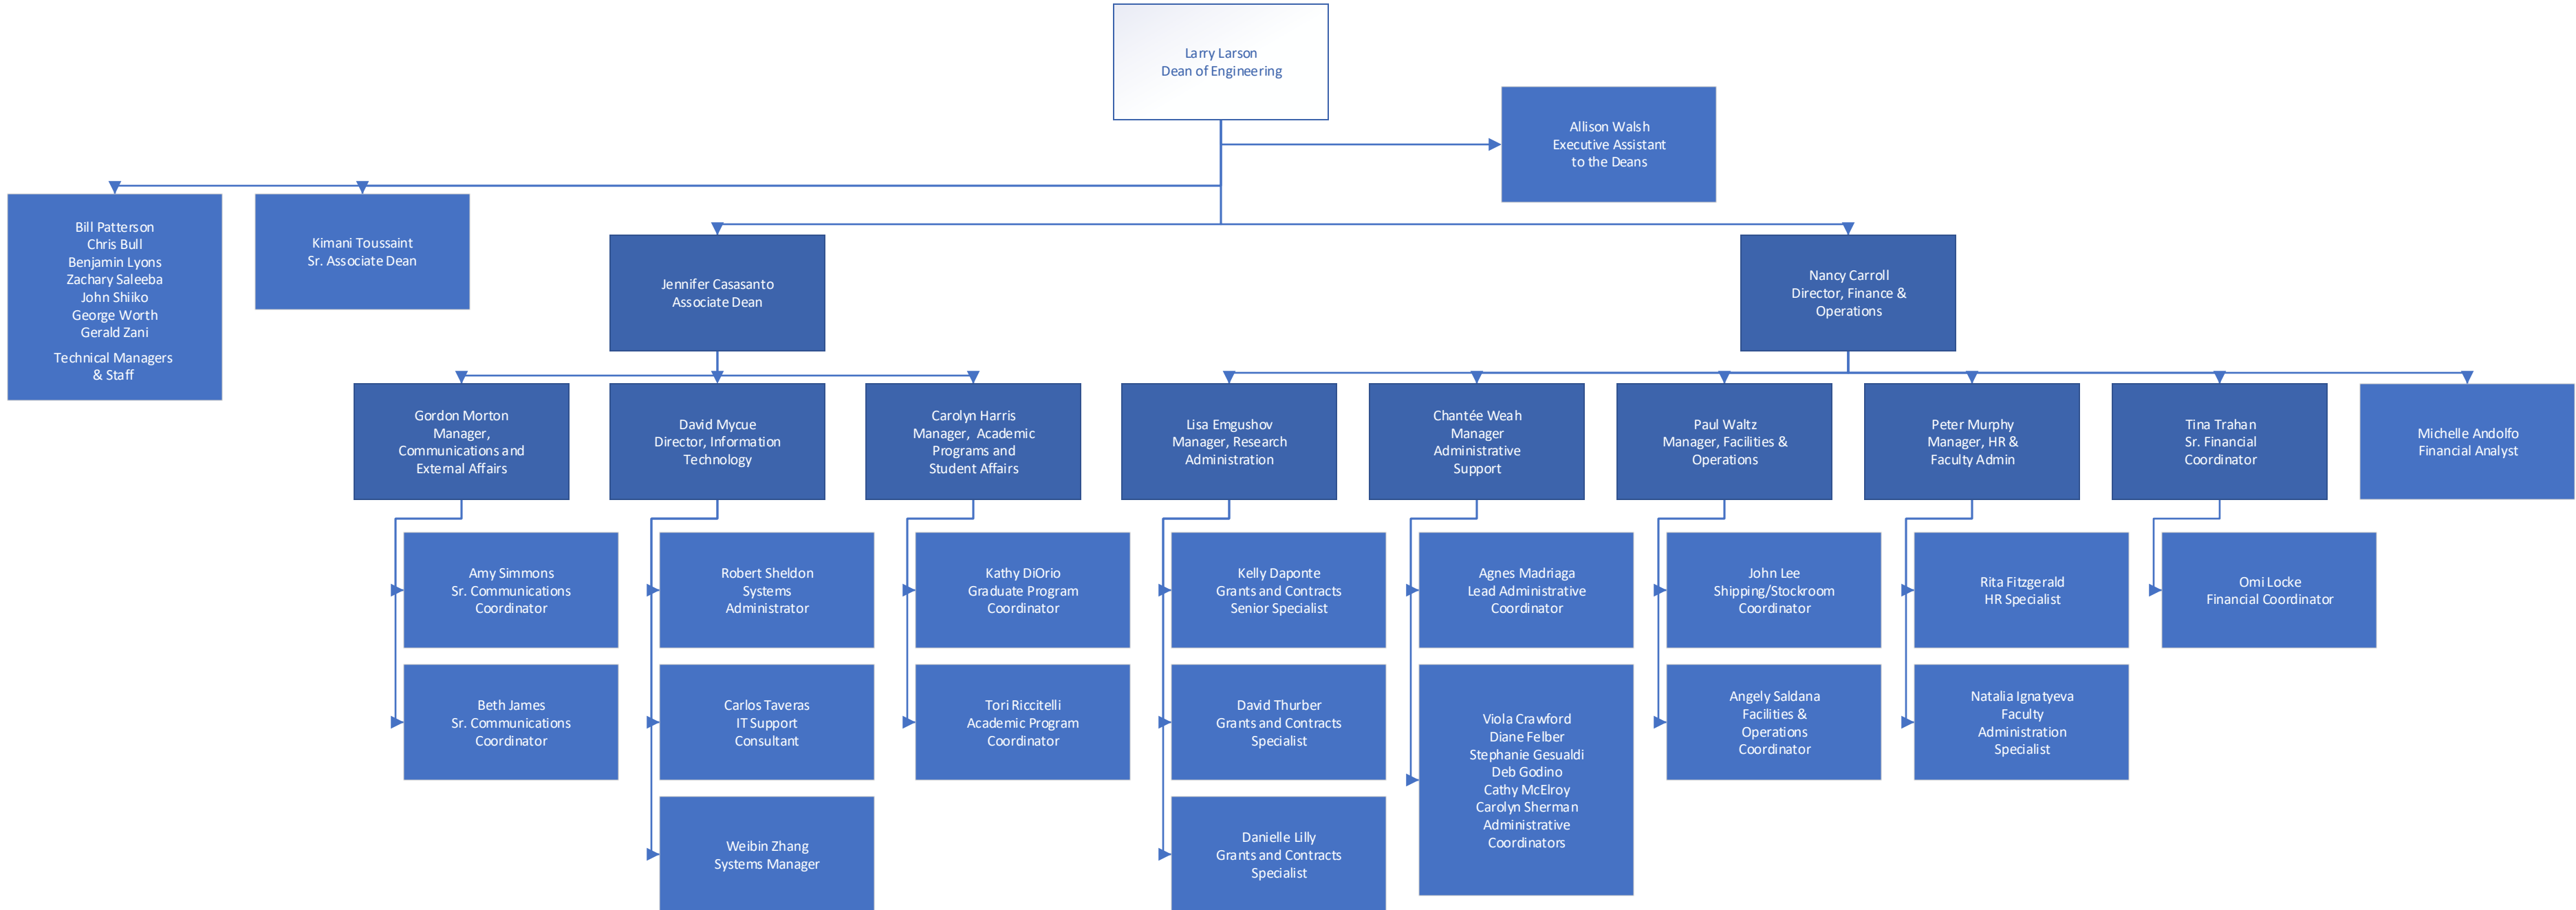 Larry Larson
Dean of Engineering
Allison Walsh
Executive Assistant
to the Deans
Bill Patterson
Chris Bull
Benjamin Lyons
Zachary Saleeba
John Shiiko
George Worth
Gerald Zani
Technical Managers
& Staff
Kimani Toussaint
Sr. Associate Dean
Jennifer Casasanto
Associate Dean
Nancy Carroll
Director, Finance &
Operations
Gordon Morton
Manager,
Communications and
External Affairs
David Mycue
Director, Information
Technology
Carolyn Harris
Manager, Academic
Programs and
Student Affairs
Lisa Emgushov
Manager, Research
Administration
Chantée Weah
Manager
Administrative
Support
Paul Waltz
Manager, Facilities &
Operations
Peter Murphy
Manager, HR &
Faculty Admin
Tina Trahan
Sr. Financial
Coordinator
Michelle Andolfo
Financial Analyst
Amy Simmons
Sr. Communications
Coordinator
Robert Sheldon
Systems
Administrator
Kathy DiOrio
Graduate Program
Coordinator
Kelly Daponte
Grants and Contracts
Senior Specialist
Agnes Madriaga
Lead Administrative
Coordinator
John Lee
Shipping/Stockroom
Coordinator
Rita Fitzgerald
HR Specialist
Omi Locke
Financial Coordinator
Beth James
Sr. Communications
Coordinator
Carlos Taveras
IT Support
Consultant
Tori Riccitelli
Academic Program
Coordinator
David Thurber
Grants and Contracts
Specialist
Viola Crawford
Diane Felber
Stephanie Gesualdi
Deb Godino
Cathy McElroy
Carolyn Sherman
Administrative
Coordinators
Angely Saldana
Facilities &
Operations
Coordinator
Natalia Ignatyeva
Faculty
Administration
Specialist
Weibin Zhang
Systems Manager
Danielle Lilly
Grants and Contracts
Specialist